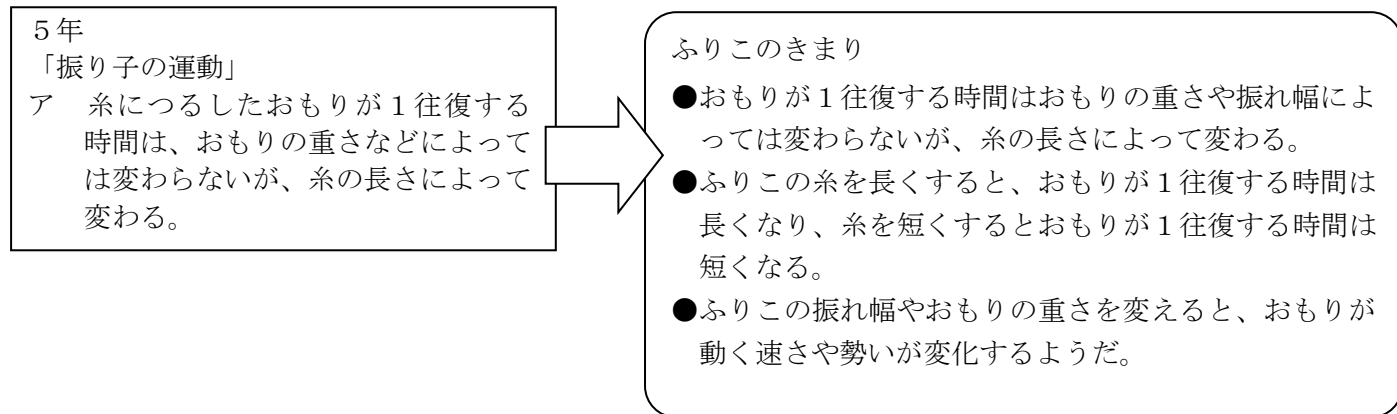 ５年
「振り子の運動」
ア　糸につるしたおもりが１往復する
時間は、おもりの重さなどによって
は変わらないが、糸の長さによって
変わる。
ふりこのきまり
●おもりが１往復する時間はおもりの重さや振れ幅によ
っては変わらないが、糸の長さによって変わる。
●ふりこの糸を長くすると、おもりが１往復する時間は
長くなり、糸を短くするとおもりが１往復する時間は
短くなる。
●ふりこの振れ幅やおもりの重さを変えると、おもりが
動く速さや勢いが変化するようだ。